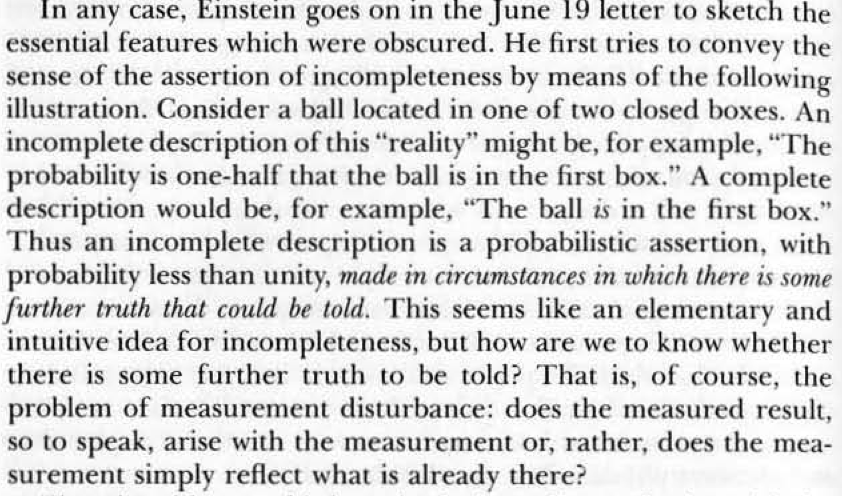 In any case, Einstein goes on in the June 19 letter to sketch the
essential features which were obscured. He first tries to convey the
sense of the assertion of incompleteness by means of the following
illustration. Consider a ball located in one of two closed boxes. An
incomplete description of this “reality” might be, for example, “The
probability is one-half that the ball is in the first box.” A complete
description would be, for example, “The ball is in the first box.”
Thus an incomplete description is a probabilistic assertion, with
probability less than unity, made in circumstances in which there is some
further truth that could be told. This seems like an elementary and
intuitive idea for incompleteness, but how are we to know whether
there is some further truth to be told? That is, of course, the
problem of measurement disturbance: does the measured result,
so to speak, arise with the measurement or, rather, does the mea-
surement simply reflect what is already there?